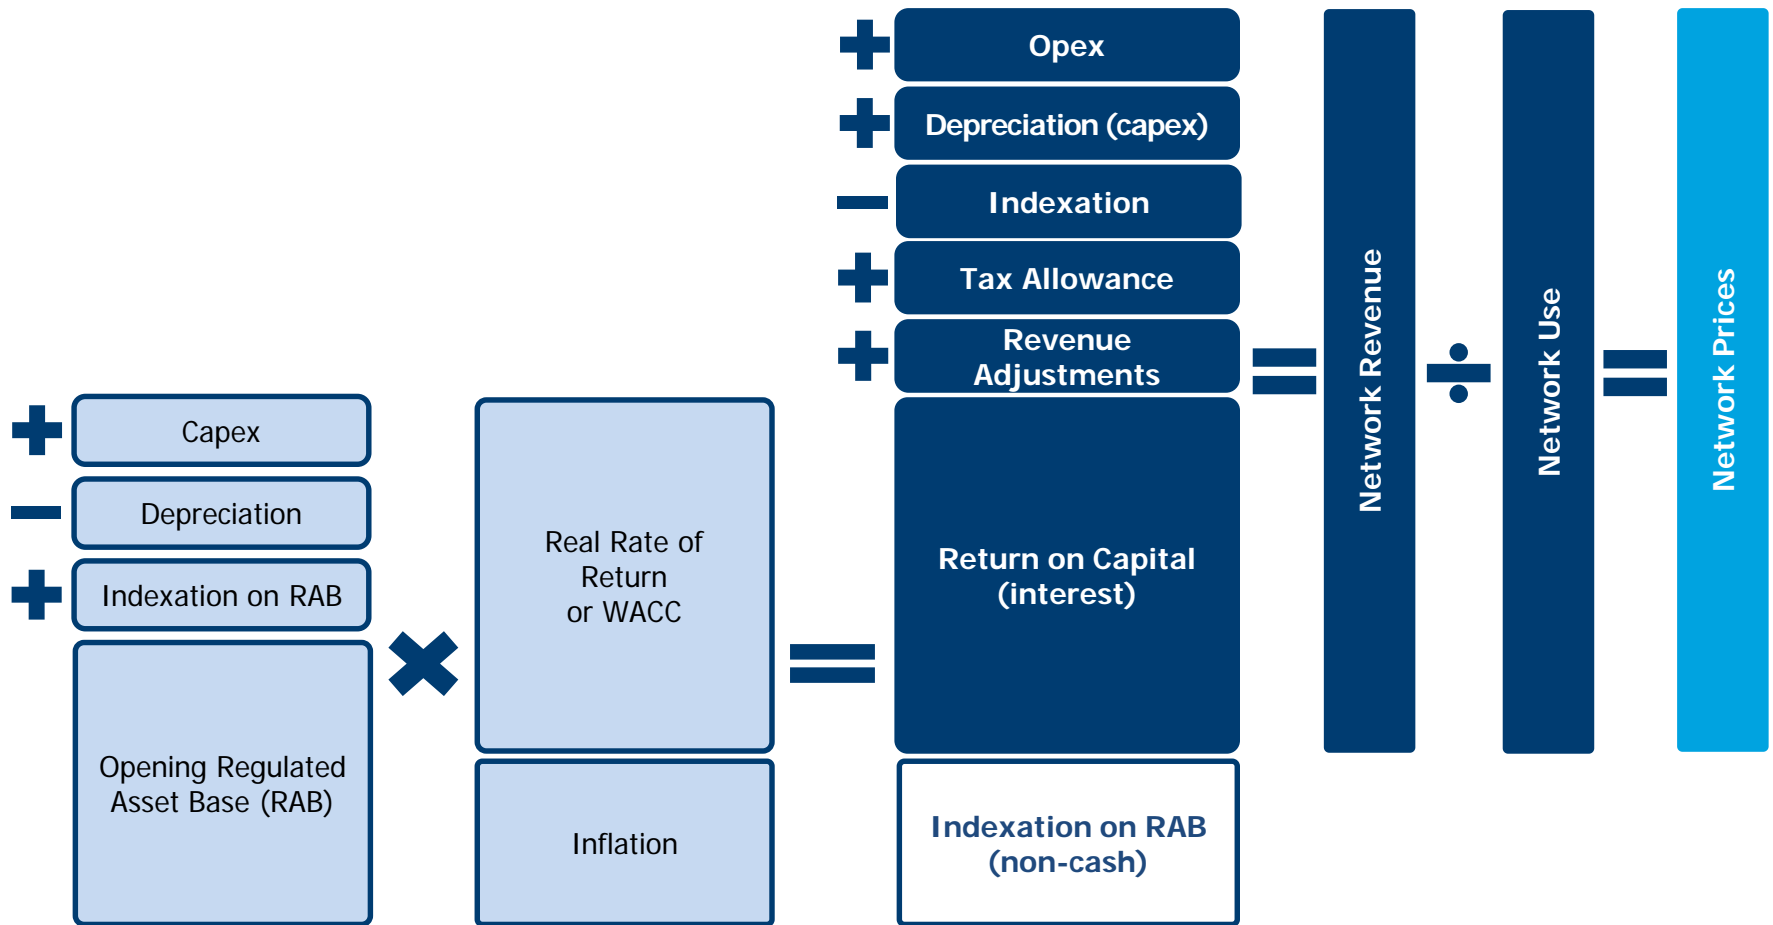 Capex
Depreciation
Indexation on RAB
Opening Regulated
Asset Base (RAB)
Real Rate of
Return
or WACC
Inflation
Opex
Depreciation (capex)
Indexation
Tax Allowance
Revenue
Adjustments
Return on Capital
(interest)
Indexation on RAB
(non-cash)
Network Revenue
Network Use
Network Prices